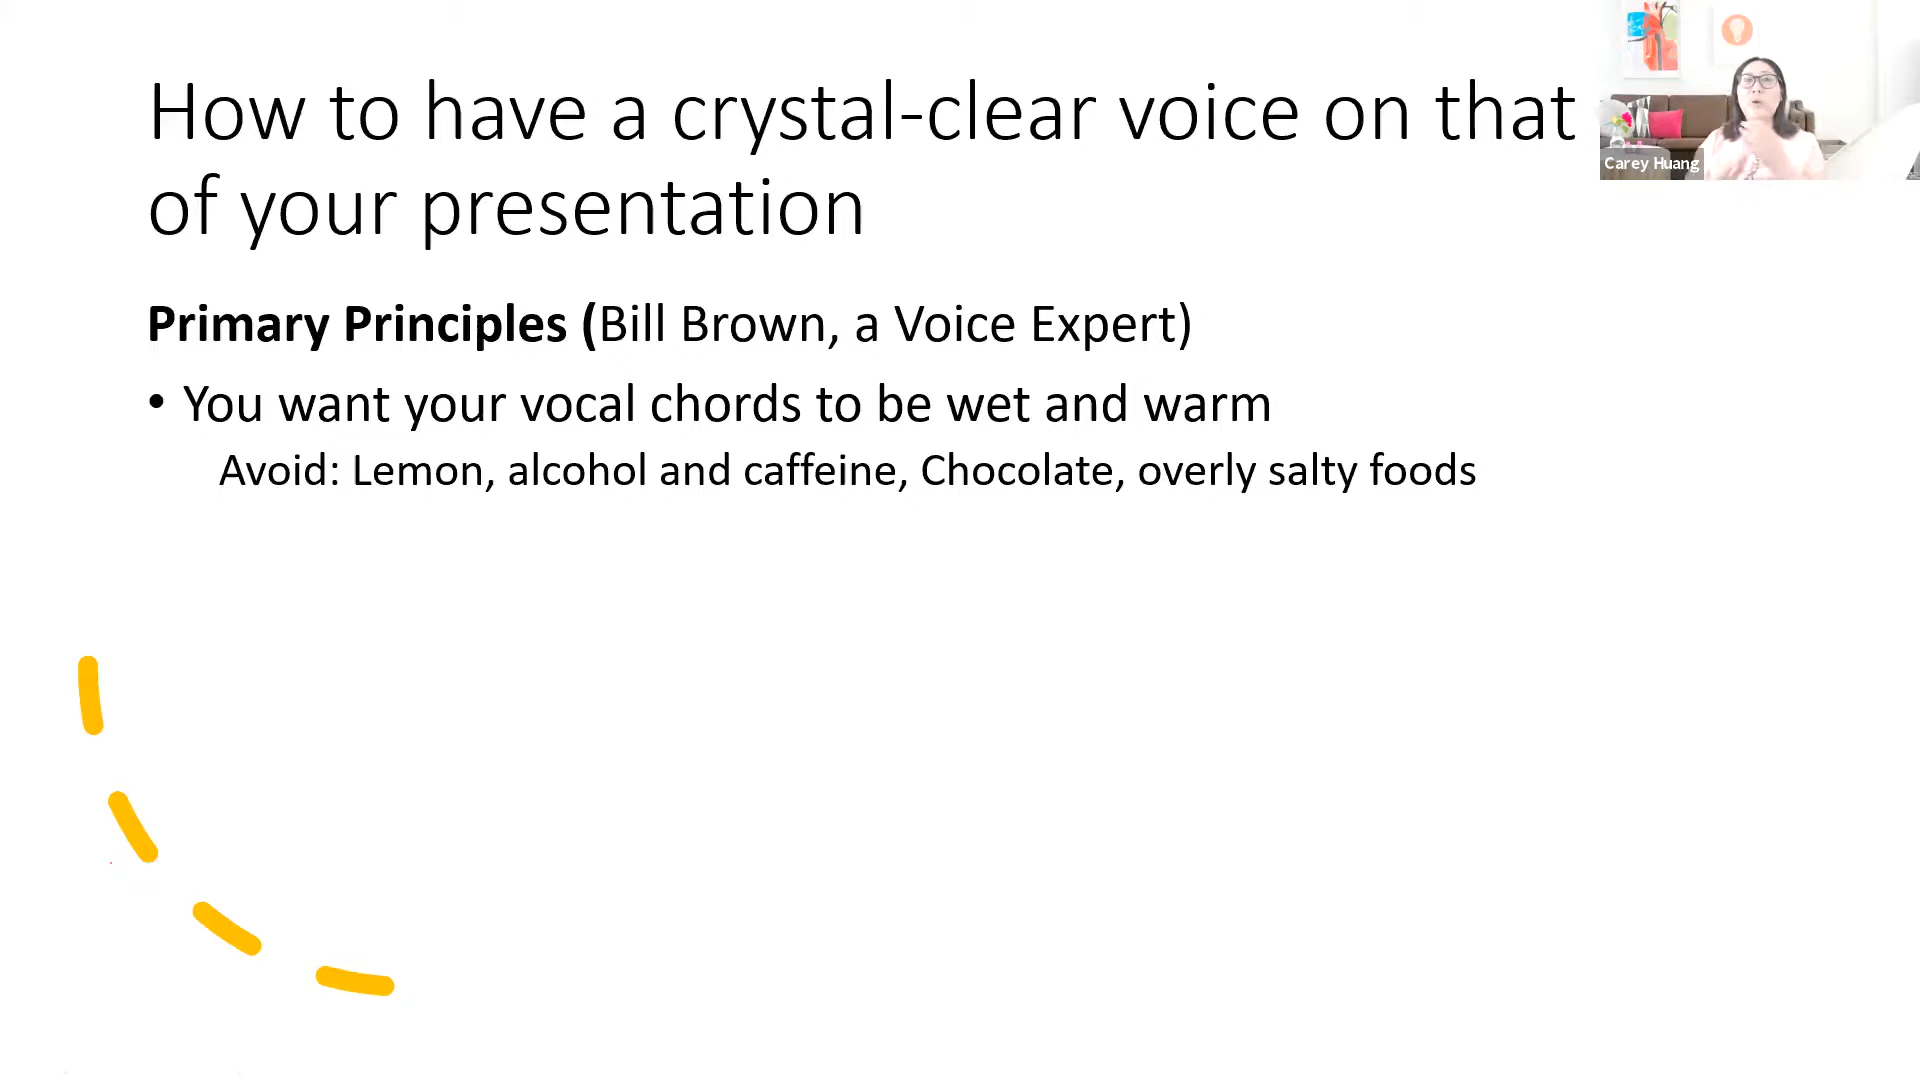 How to have a crystal-clear voice on that
of your presentation
Carey Huang
Primary Principles (Bill Brown, a Voice Expert)
• You want your vocal chords to be wet and warm
Avoid: Lemon, alcohol and caffeine, Chocolate, overly salty foods